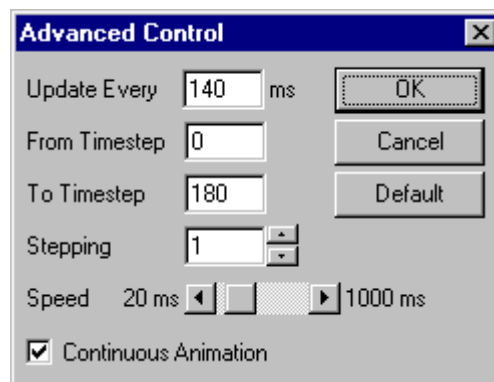 Advanced Control
Update Every 140 ms OK
From Timestep 0 Cancel
To Timestep 180 Default
Stepping 1
Speed 20 ms 1000 ms
Continuous Animation